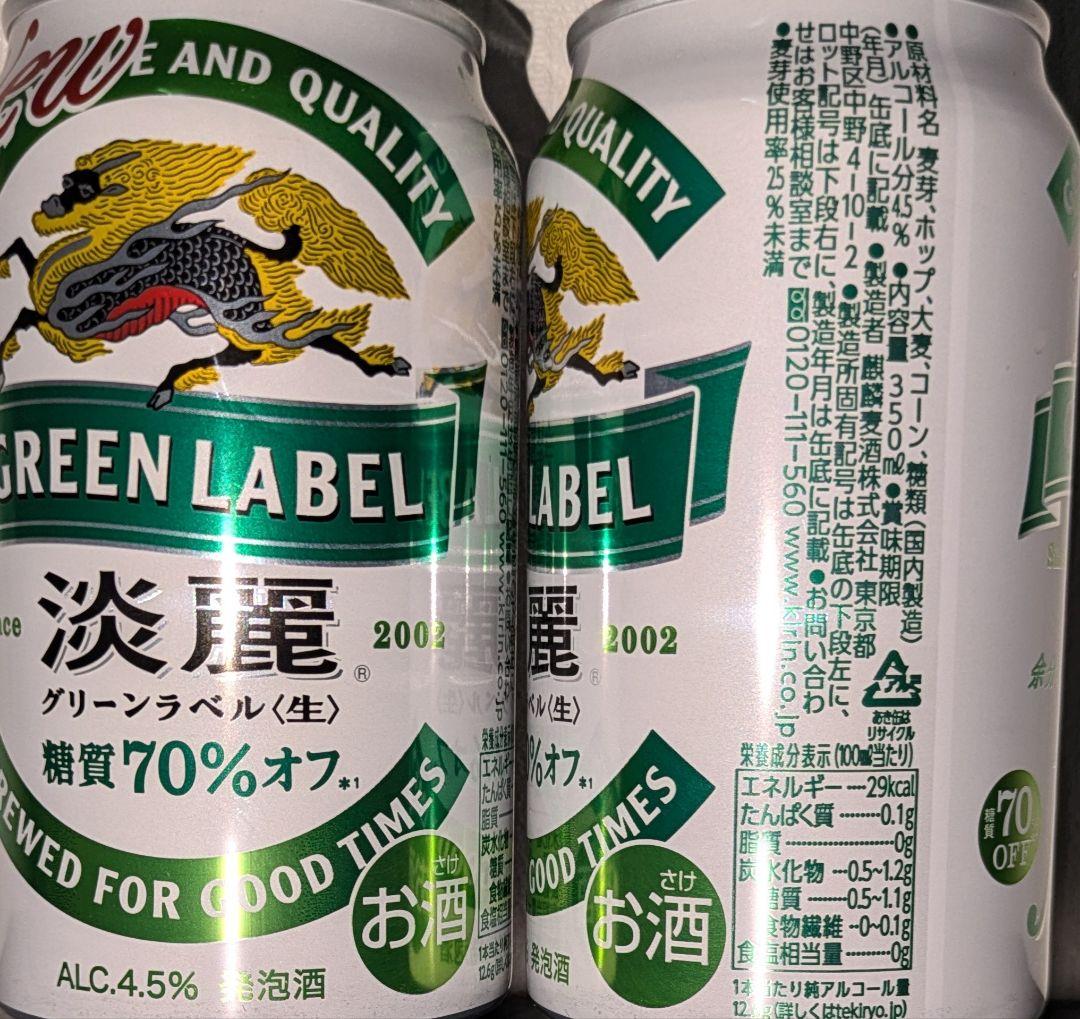 New
E AND QUALITY
GREEN LABEL
淡麗®
2002
グリーンラベル〈生〉
糖質70%オフ*1
REWED FOR GOOD TIMES
さけ
お酒
ALC.4.5% 発泡酒
QUALITY
LABEL
麗®
2002
ベル〈生〉
%オフ*1
GOOD TIMES
さけ
お酒
発泡酒
●原材料名 麦芽、ホップ、大麦、コーン、糖類(国内製造)
●アルコール分4.5% ●内容量 350㎖ ●賞味期限
(年月) 缶底に記載 ●製造者 麒麟麦酒株式会社 東京都
中野区中野4-10-2 ●製造所固有記号は缶底の下段左に、
ロット記号は下段右に、製造年月は缶底に記載 ●お問い合わ
せはお客様相談室まで 0120-111-560 www.kirin.co.jp
●麦芽使用率25%未満
アルミ
あきかんは
リサイクル
栄養成分表示(100㎖当たり)
エネルギー----29kcal
たんぱく質--------0.1g
脂質--------------------0g
炭水化物 ---0.5~1.2g
糖質-------0.5~1.1g
食物繊維 --0~0.1g
食塩相当量---------0g
1本当たり純アルコール量
12.6g(詳しくはtekiryo.jp)
糖質
70
OFF